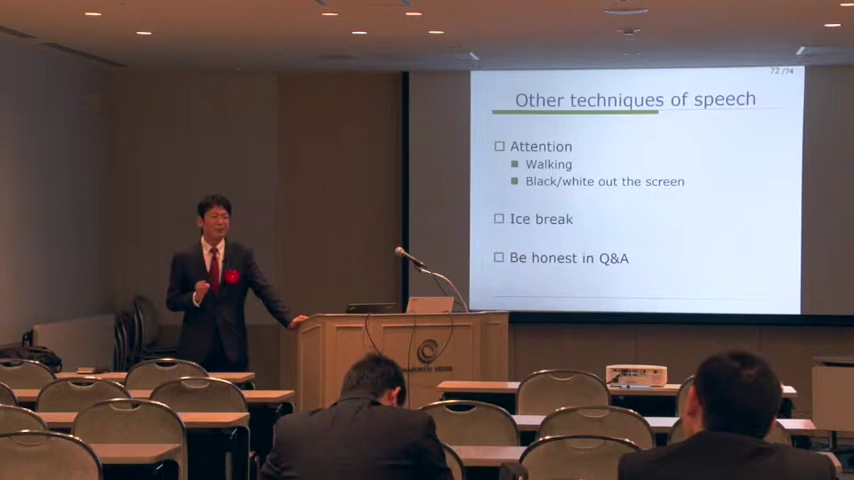 72 / 74
Other techniques of speech
Attention
Walking
Black/white out the screen
Ice break
Be honest in Q&A